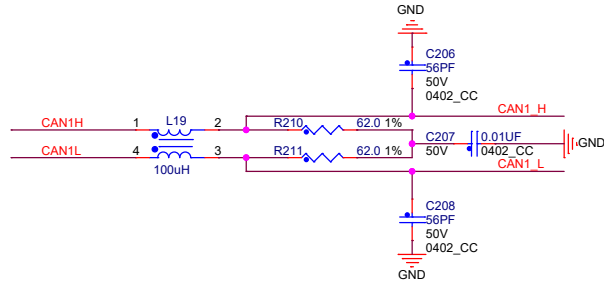 GND
C206
56PF
50V
0402_CC
CAN1H 1 L19 2 R210 62.0 1% CAN1_H
C207 0.01UF
50V 0402_CC GND
CAN1L 4 3 R211 62.0 1% CAN1_L
100uH
C208
56PF
50V
0402_CC
GND